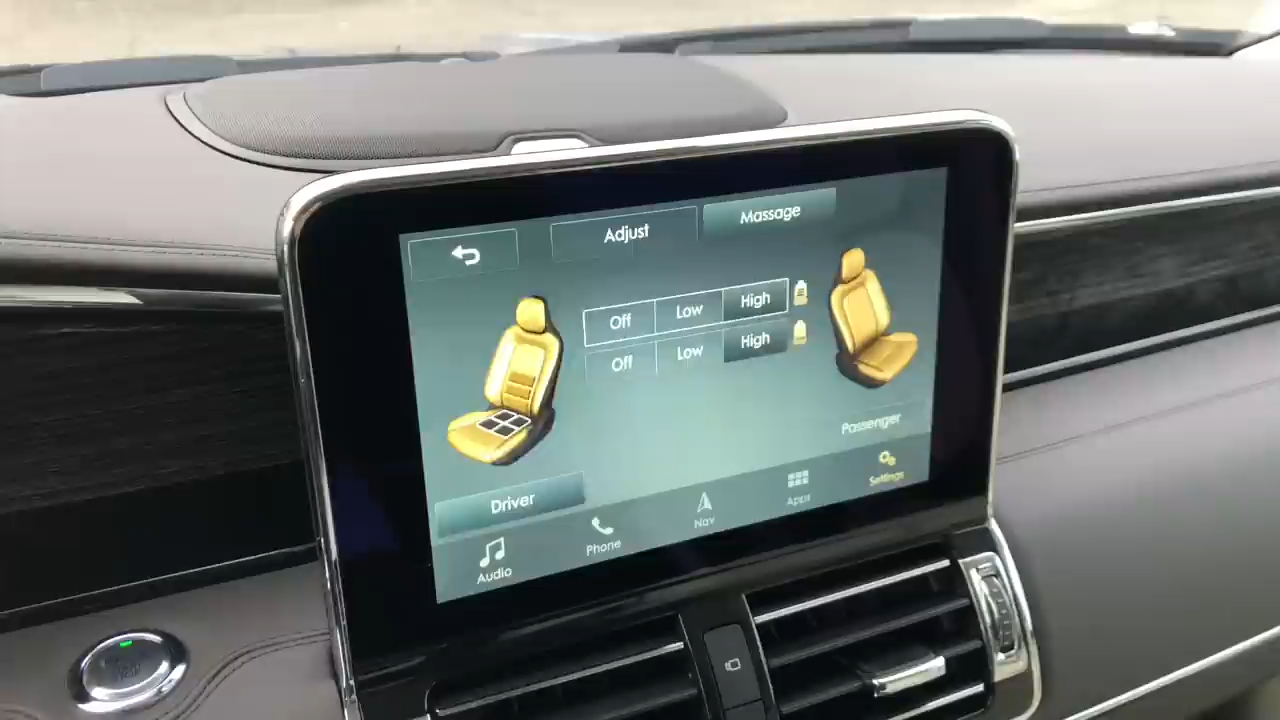 Adjust
Massage
Off Low High
Off Low High
Passenger
Driver
Audio
Phone
Nav
Apps
Settings